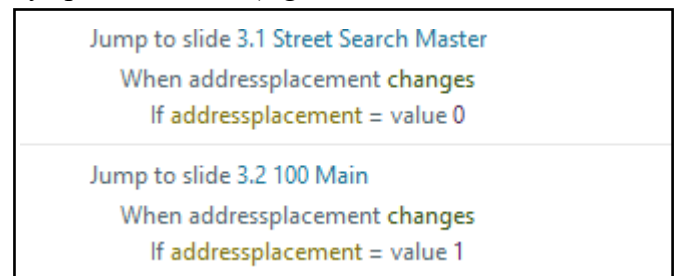 Jump to slide 3.1 Street Search Master
When addressplacement changes
If addressplacement = value 0
Jump to slide 3.2 100 Main
When addressplacement changes
If addressplacement = value 1